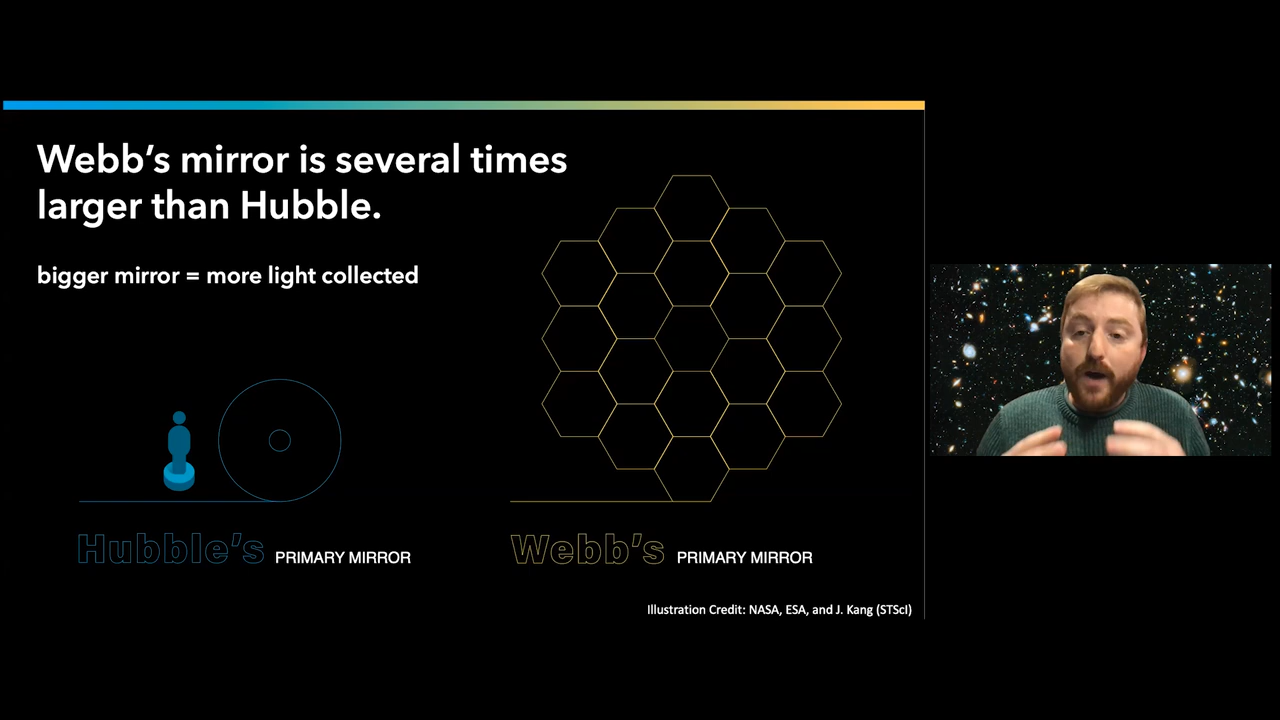 Webb’s mirror is several times
larger than Hubble.
bigger mirror = more light collected
Hubble’s PRIMARY MIRROR
Webb’s PRIMARY MIRROR
Illustration Credit: NASA, ESA, and J. Kang (STScI)